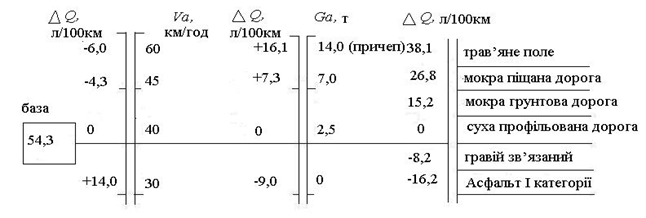 △ Q, Va, △ Q, Ga, т △ Q, л/100км
л/100км км/год л/100км
-6,0 60 +16,1 14,0 (причеп) 38,1 трав’яне поле
-4,3 45 +7,3 7,0 26,8 мокра піщана дорога
15,2 мокра грунтова дорога
база
54,3 0 40 0 2,5 0 суха профільована дорога
-8,2 гравій зв’язаний
+14,0 30 -9,0 0 -16,2 Асфальт І категорії